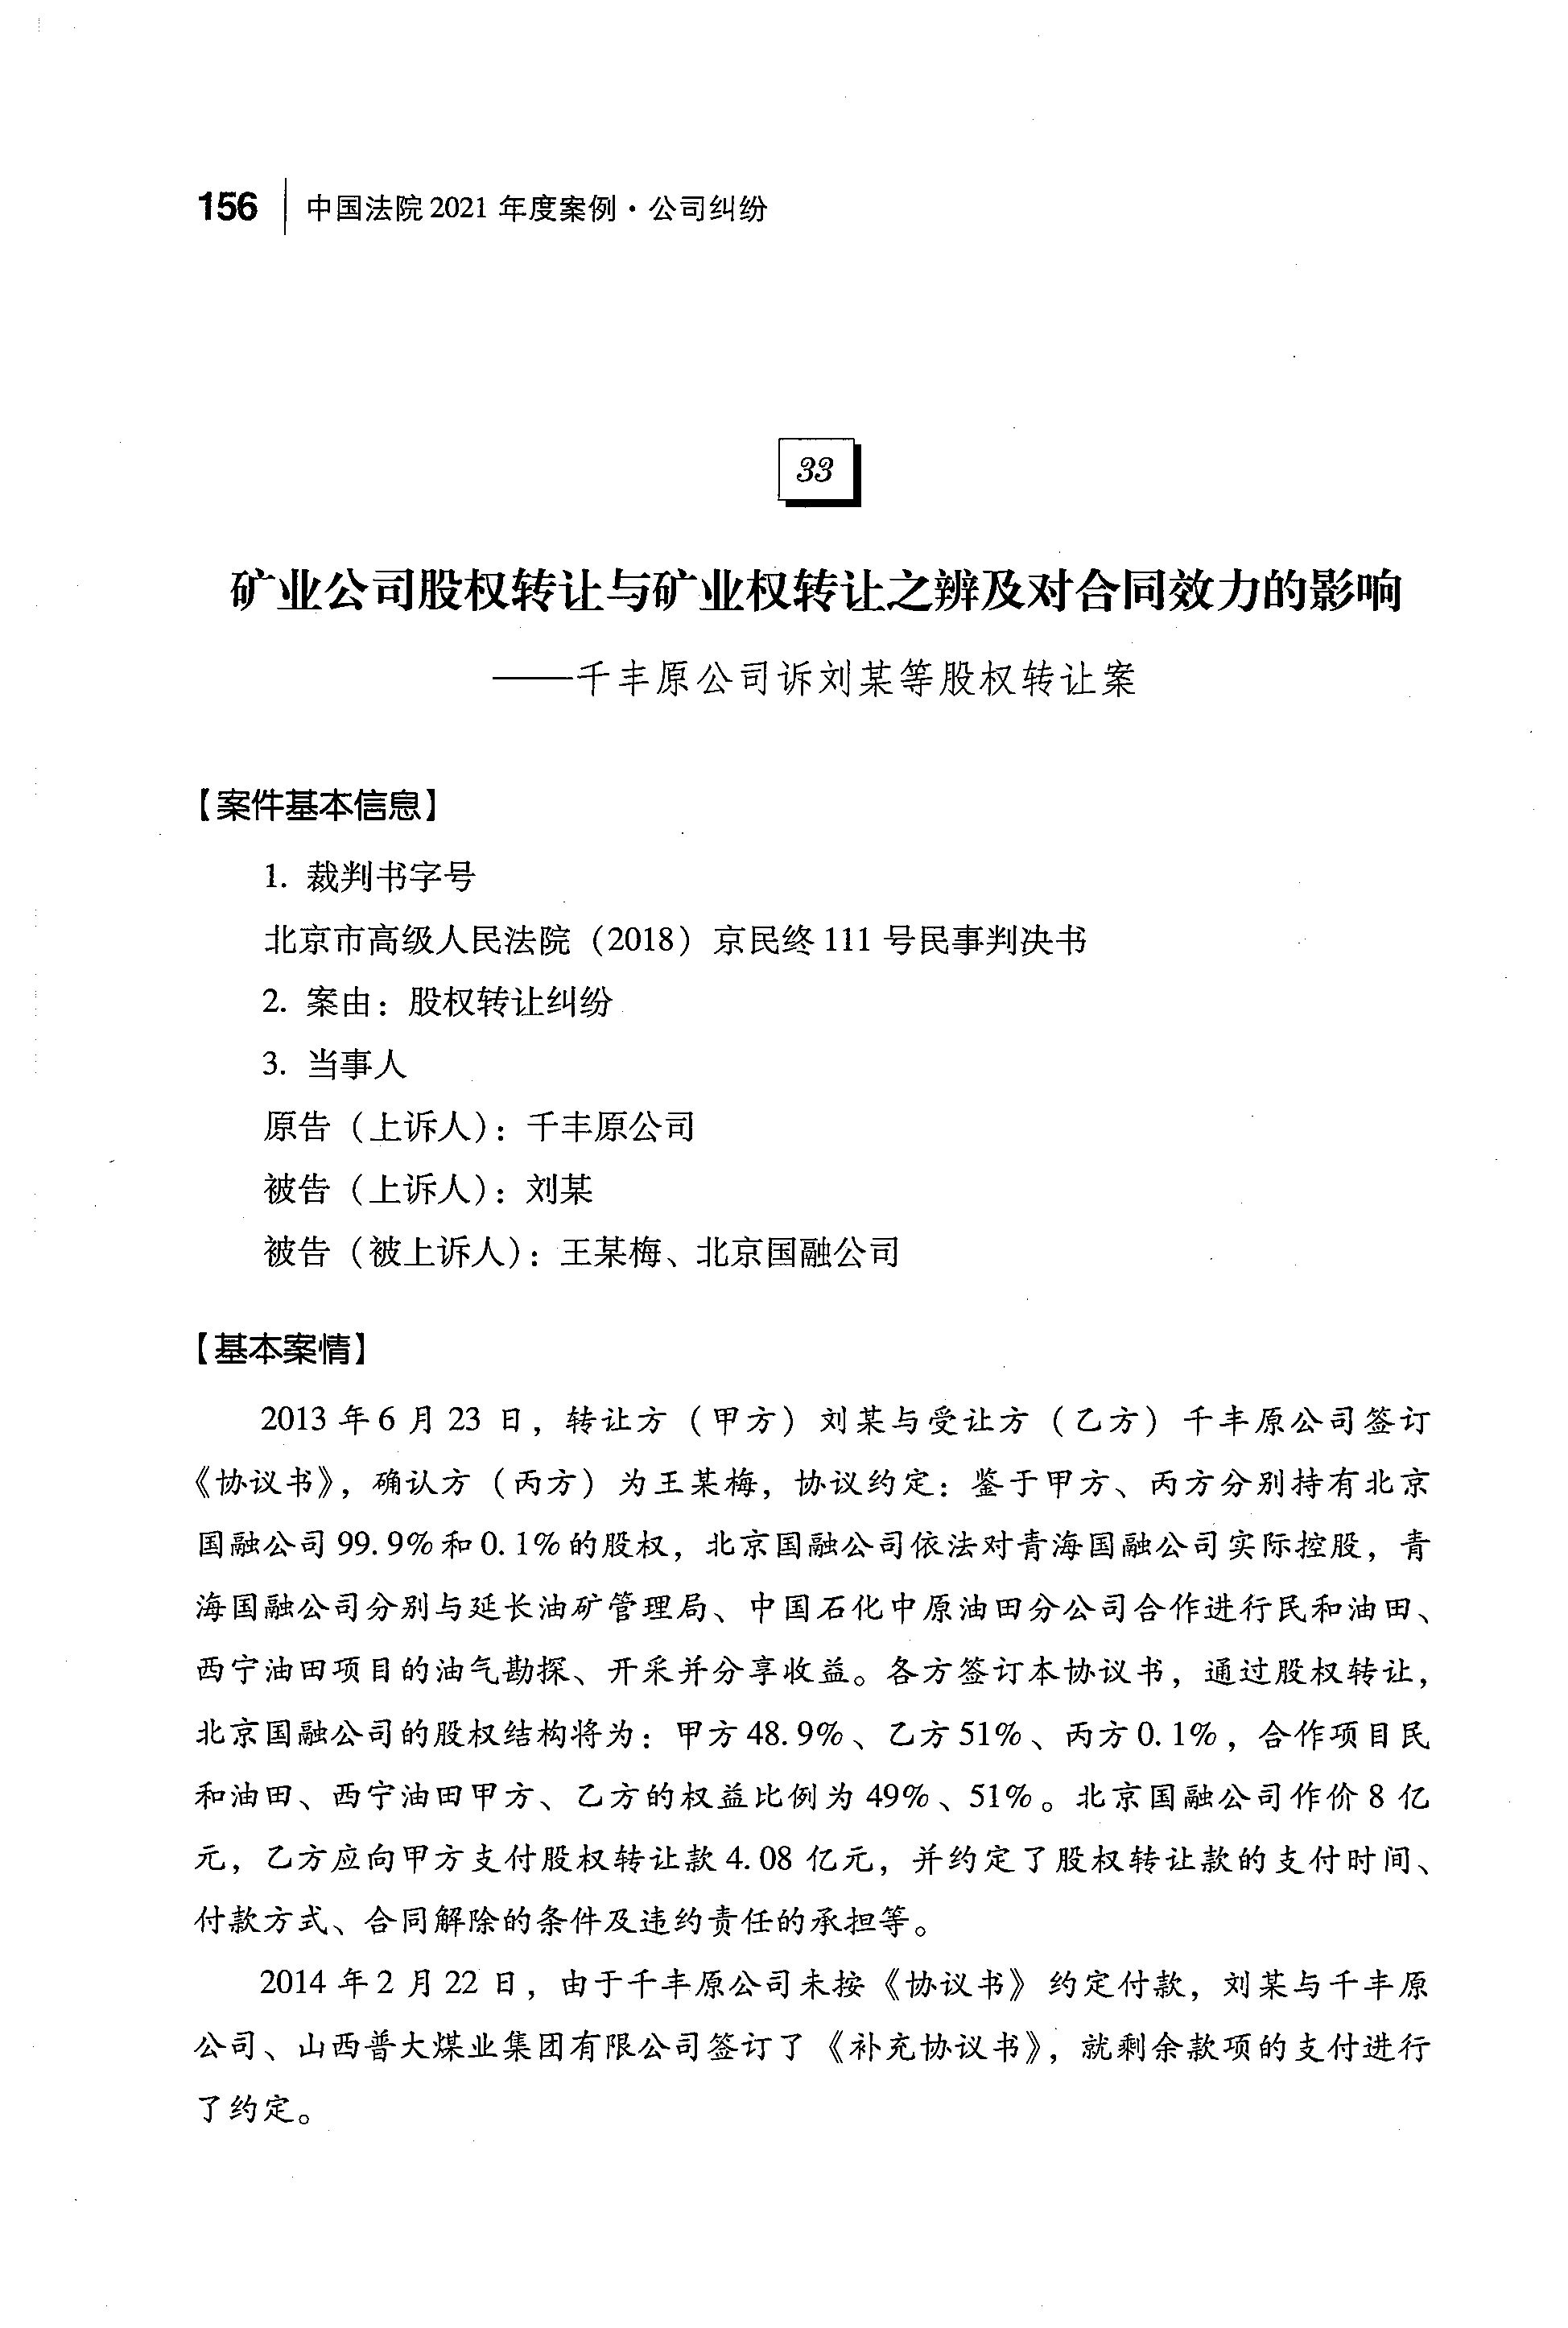 156 中国法院2021年度案例·公司纠纷
33
矿业公司股权转让与矿业权转让之辨及对合同效力的影响
——千丰原公司诉刘某等股权转让案
【案件基本信息】
1. 裁判书字号
北京市高级人民法院（2018）京民终111号民事判决书
2. 案由：股权转让纠纷
3. 当事人
原告（上诉人）：千丰原公司
被告（上诉人）：刘某
被告（被上诉人）：王某梅、北京国融公司
【基本案情】
2013年6月23日，转让方（甲方）刘某与受让方（乙方）千丰原公司签订
《协议书》，确认方（丙方）为王某梅，协议约定：鉴于甲方、丙方分别持有北京
国融公司99.9%和0.1%的股权，北京国融公司依法对青海国融公司实际控股，青
海国融公司分别与延长油矿管理局、中国石化中原油田分公司合作进行民和油田、
西宁油田项目的油气勘探、开采并分享收益。各方签订本协议书，通过股权转让，
北京国融公司的股权结构将为：甲方48.9%、乙方51%、丙方0.1%，合作项目民
和油田、西宁油田甲方、乙方的权益比例为49%、51%。北京国融公司作价8亿
元，乙方应向甲方支付股权转让款4.08亿元，并约定了股权转让款的支付时间、
付款方式、合同解除的条件及违约责任的承担等。
2014年2月22日，由于千丰原公司未按《协议书》约定付款，刘某与千丰原
公司、山西普大煤业集团有限公司签订了《补充协议书》，就剩余款项的支付进行
了约定。